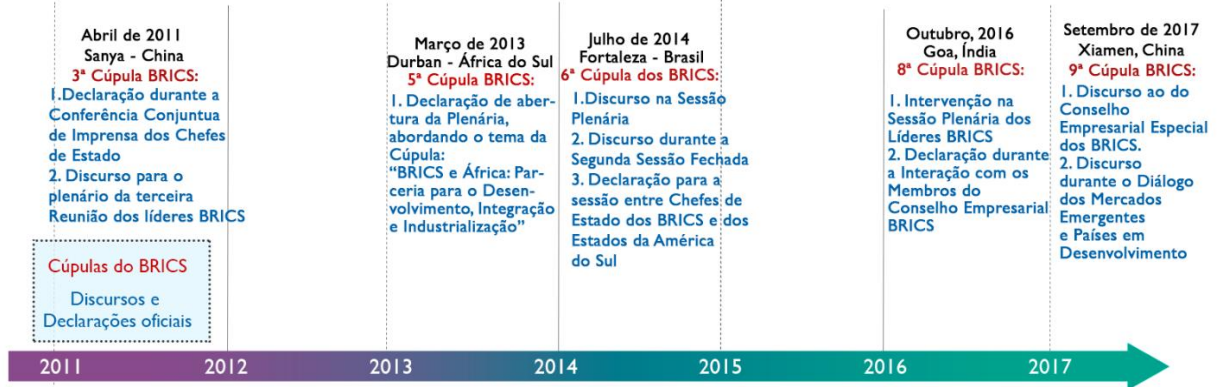 Abril de 2011
Sanya - China
3ª Cúpula BRICS:
1.Declaração durante a
Conferência Conjuntua
de Imprensa dos Chefes
de Estado
2. Discurso para o
plenário da terceira
Reunião dos líderes BRICS
Cúpulas do BRICS
Discursos e
Declarações oficiais
Março de 2013
Durban - África do Sul
5ª Cúpula BRICS:
1. Declaração de aber-
tura da Plenária,
abordando o tema da
Cúpula:
“BRICS e África: Par-
ceria para o Desen-
volvimento, Integração
e Industrialização”
Julho de 2014
Fortaleza - Brasil
6ª Cúpula dos BRICS:
1.Discurso na Sessão
Plenária
2. Discurso durante a
Segunda Sessão Fechada
3. Declaração para a
sessão entre Chefes de
Estado dos BRICS e dos
Estados da América
do Sul
Outubro, 2016
Goa, Índia
8ª Cúpula BRICS:
1. Intervenção na
Sessão Plenária dos
Líderes BRICS
2. Declaração durante
a Interação com os
Membros do
Conselho Empresarial
BRICS
Setembro de 2017
Xiamen, China
9ª Cúpula BRICS:
1. Discurso ao do
Conselho
Empresarial Especial
dos BRICS.
2. Discurso
durante o Diálogo
dos Mercados
Emergentes
e Países em
Desenvolvimento
2011 2012 2013 2014 2015 2016 2017